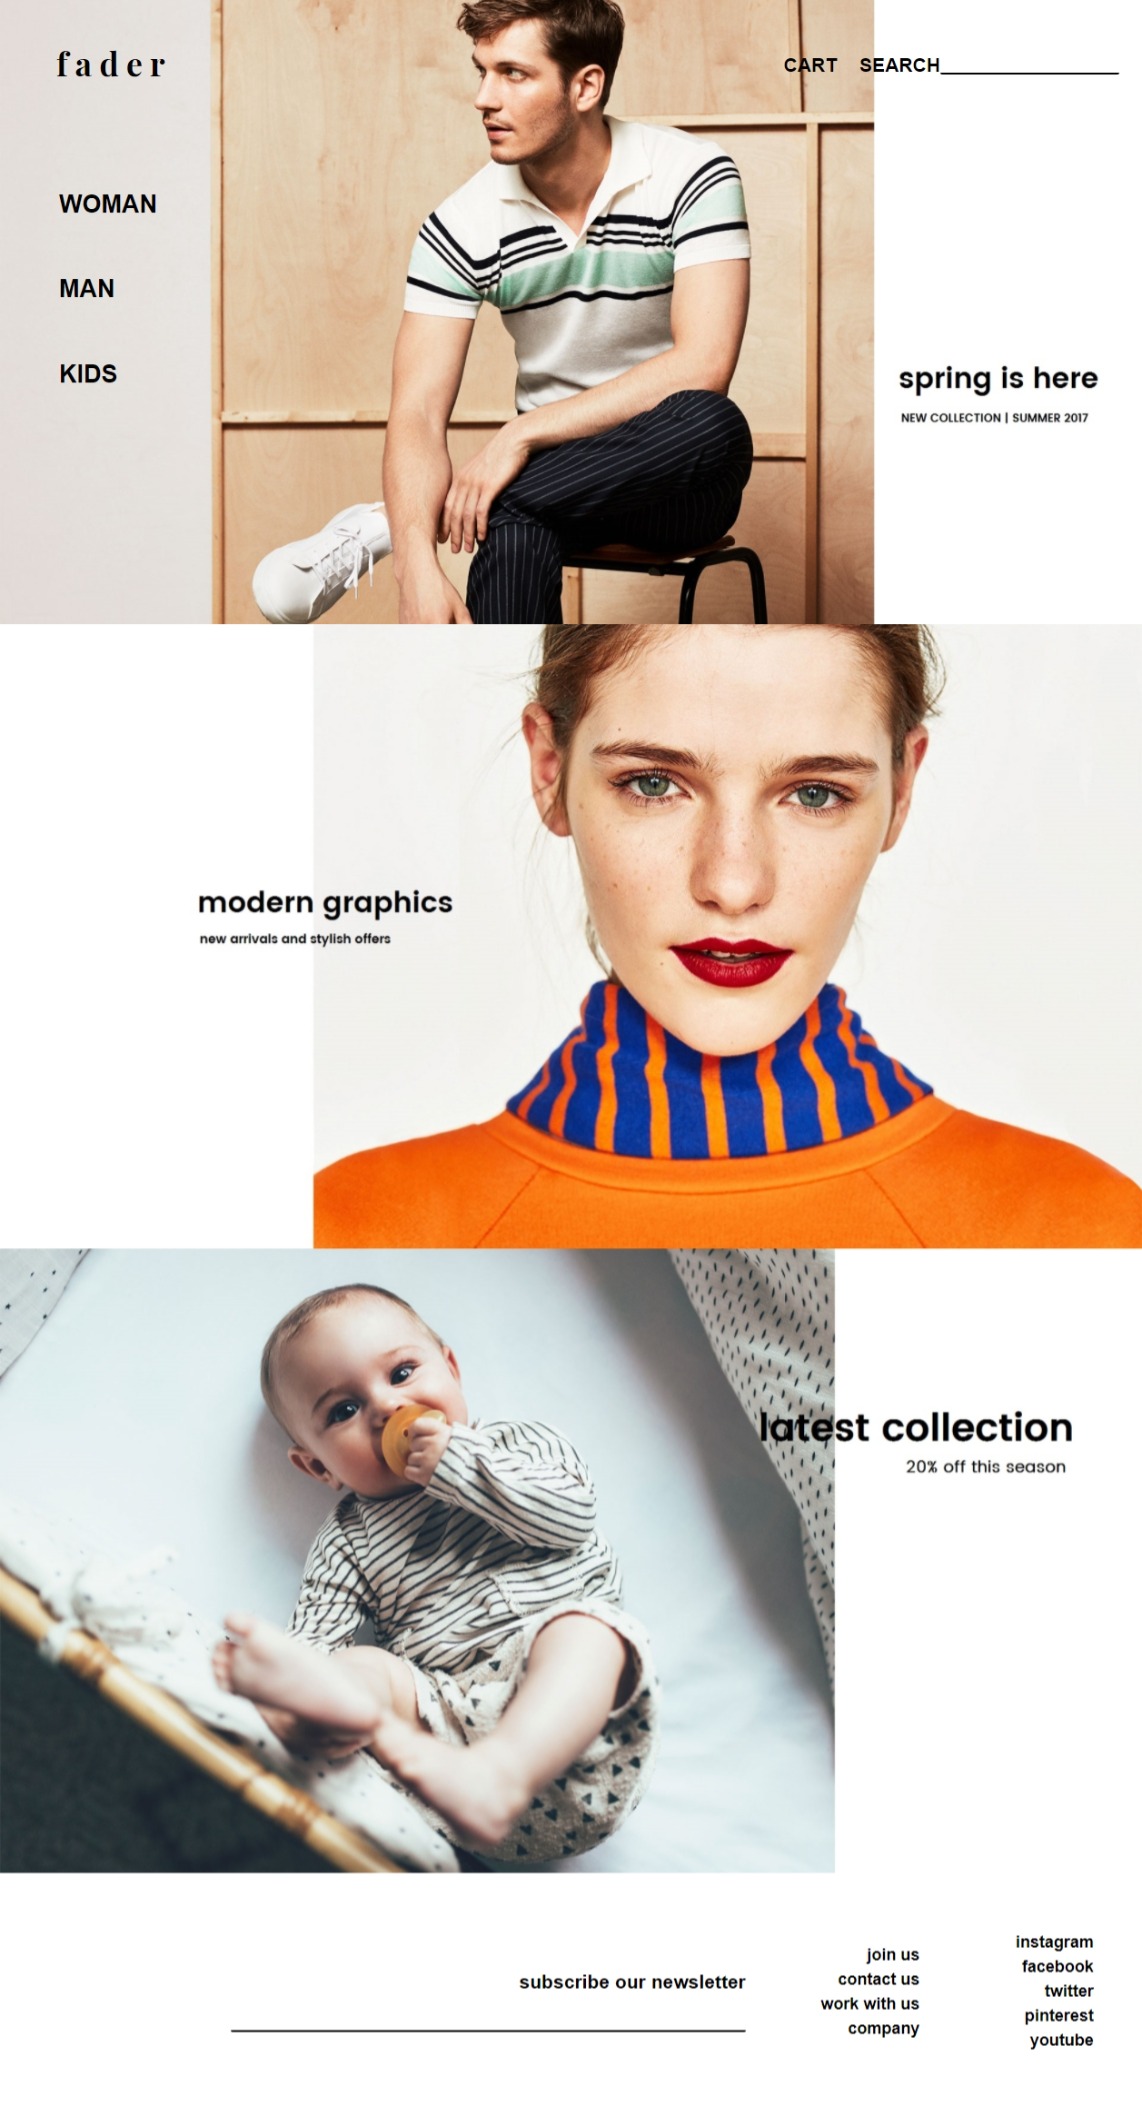 fader
CART SEARCH
WOMAN
MAN
KIDS
spring is here
NEW COLLECTION | SUMMER 2017
modern graphics
new arrivals and stylish offers
latest collection
20% off this season
subscribe our newsletter
join us
contact us
work with us
company
instagram
facebook
twitter
pinterest
youtube